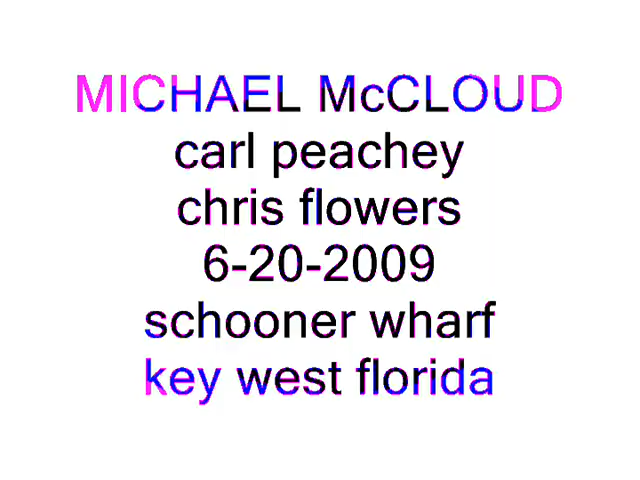 MICHAEL McCLOUD
carl peachey
chris flowers
6-20-2009
schooner wharf
key west florida